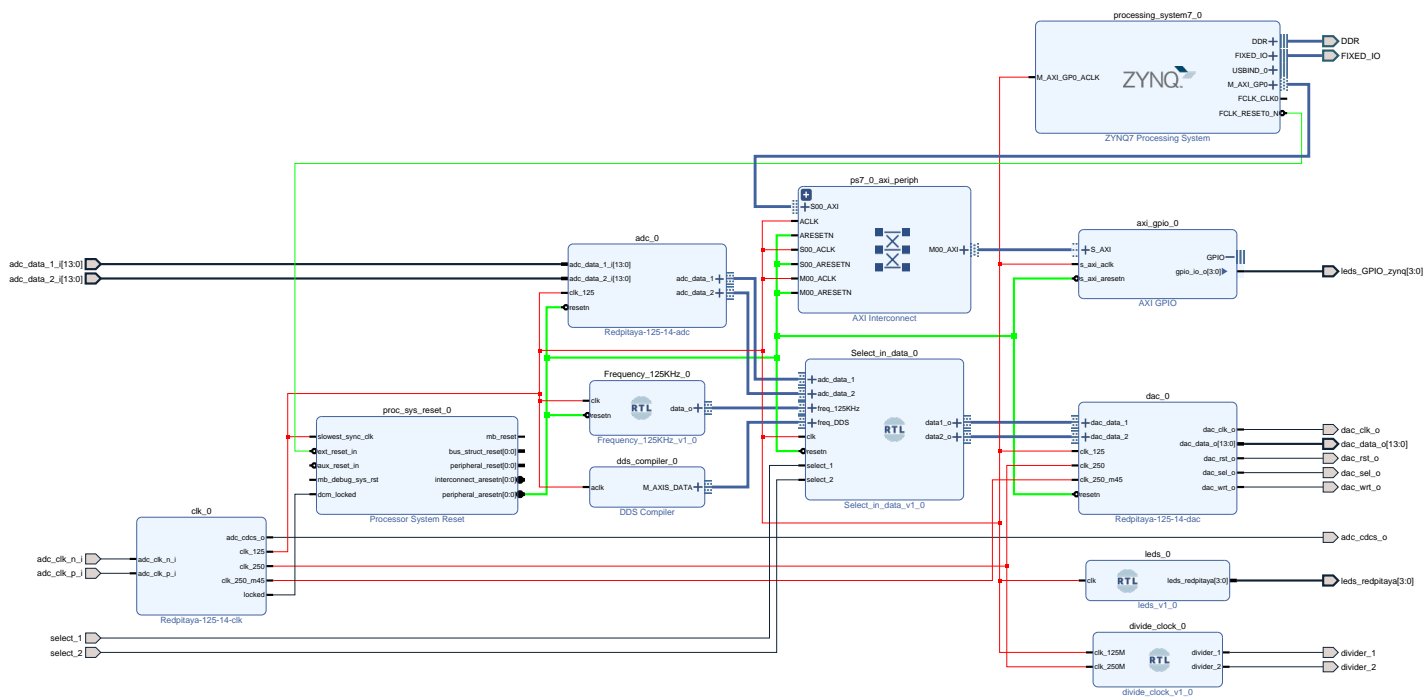 processing_system7_0
DDR
FIXED_IO
USBIND_0
M_AXI_GP0
FCLK_CLK0
FCLK_RESET0_N
M_AXI_GP0_ACLK
ZYNQ
ZYNQ7 Processing System
DDR
FIXED_IO
ps7_0_axi_periph
S00_AXI
ACLK
ARESETN
S00_ACLK
S00_ARESETN
M00_ACLK
M00_ARESETN
M00_AXI
AXI Interconnect
axi_gpio_0
S_AXI
s_axi_aclk
s_axi_aresetn
GPIO
gpio_io_o[3:0]
AXI GPIO
leds_GPIO_zynq[3:0]
adc_data_1_i[13:0]
adc_data_2_i[13:0]
adc_0
adc_data_1_i[13:0]
adc_data_2_i[13:0]
clk_125
resetn
adc_data_1
adc_data_2
Redpitaya-125-14-adc
Frequency_125KHz_0
clk
resetn
RTL
data_o
Frequency_125KHz_v1_0
dds_compiler_0
aclk
M_AXIS_DATA
DDS Compiler
Select_in_data_0
adc_data_1
adc_data_2
freq_125KHz
freq_DDS
clk
resetn
select_1
select_2
RTL
data1_o
data2_o
Select_in_data_v1_0
dac_0
dac_data_1
dac_data_2
clk_125
clk_250
clk_250_m45
resetn
dac_clk_o
dac_data_o[13:0]
dac_rst_o
dac_sel_o
dac_wrt_o
Redpitaya-125-14-dac
dac_clk_o
dac_data_o[13:0]
dac_rst_o
dac_sel_o
dac_wrt_o
proc_sys_reset_0
slowest_sync_clk
ext_reset_in
aux_reset_in
mb_debug_sys_rst
dcm_locked
mb_reset
bus_struct_reset[0:0]
peripheral_reset[0:0]
interconnect_aresetn[0:0]
peripheral_aresetn[0:0]
Processor System Reset
clk_0
adc_clk_n_i
adc_clk_p_i
adc_clk_n_i
adc_clk_p_i
adc_cdcs_o
clk_125
clk_250
clk_250_m45
locked
Redpitaya-125-14-clk
adc_cdcs_o
leds_0
clk
RTL
leds_redpitaya[3:0]
leds_v1_0
leds_redpitaya[3:0]
select_1
select_2
divide_clock_0
clk_125M
clk_250M
RTL
divider_1
divider_2
divide_clock_v1_0
divider_1
divider_2